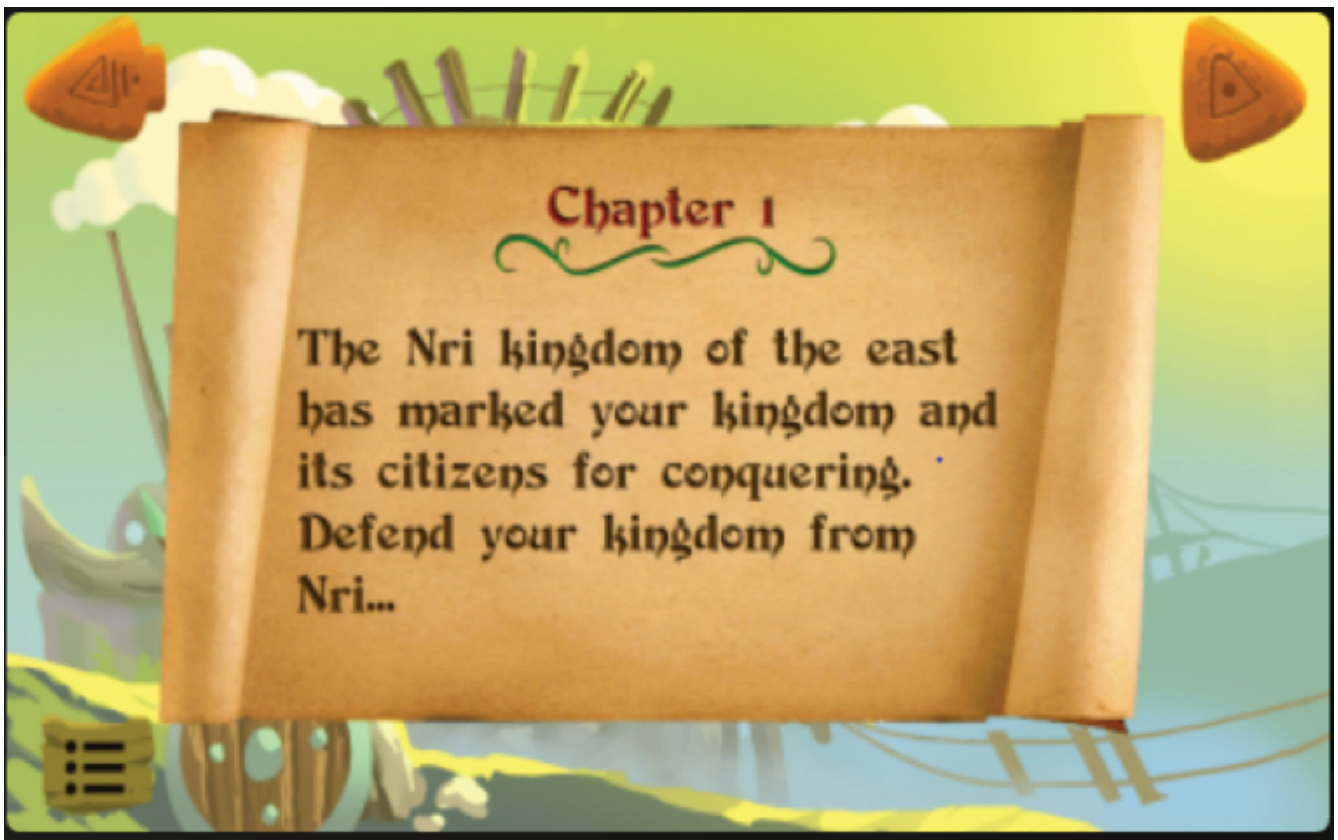 Chapter 1
The Nri kingdom of the east
has marked your kingdom and
its citizens for conquering.
Defend your kingdom from
Nri...